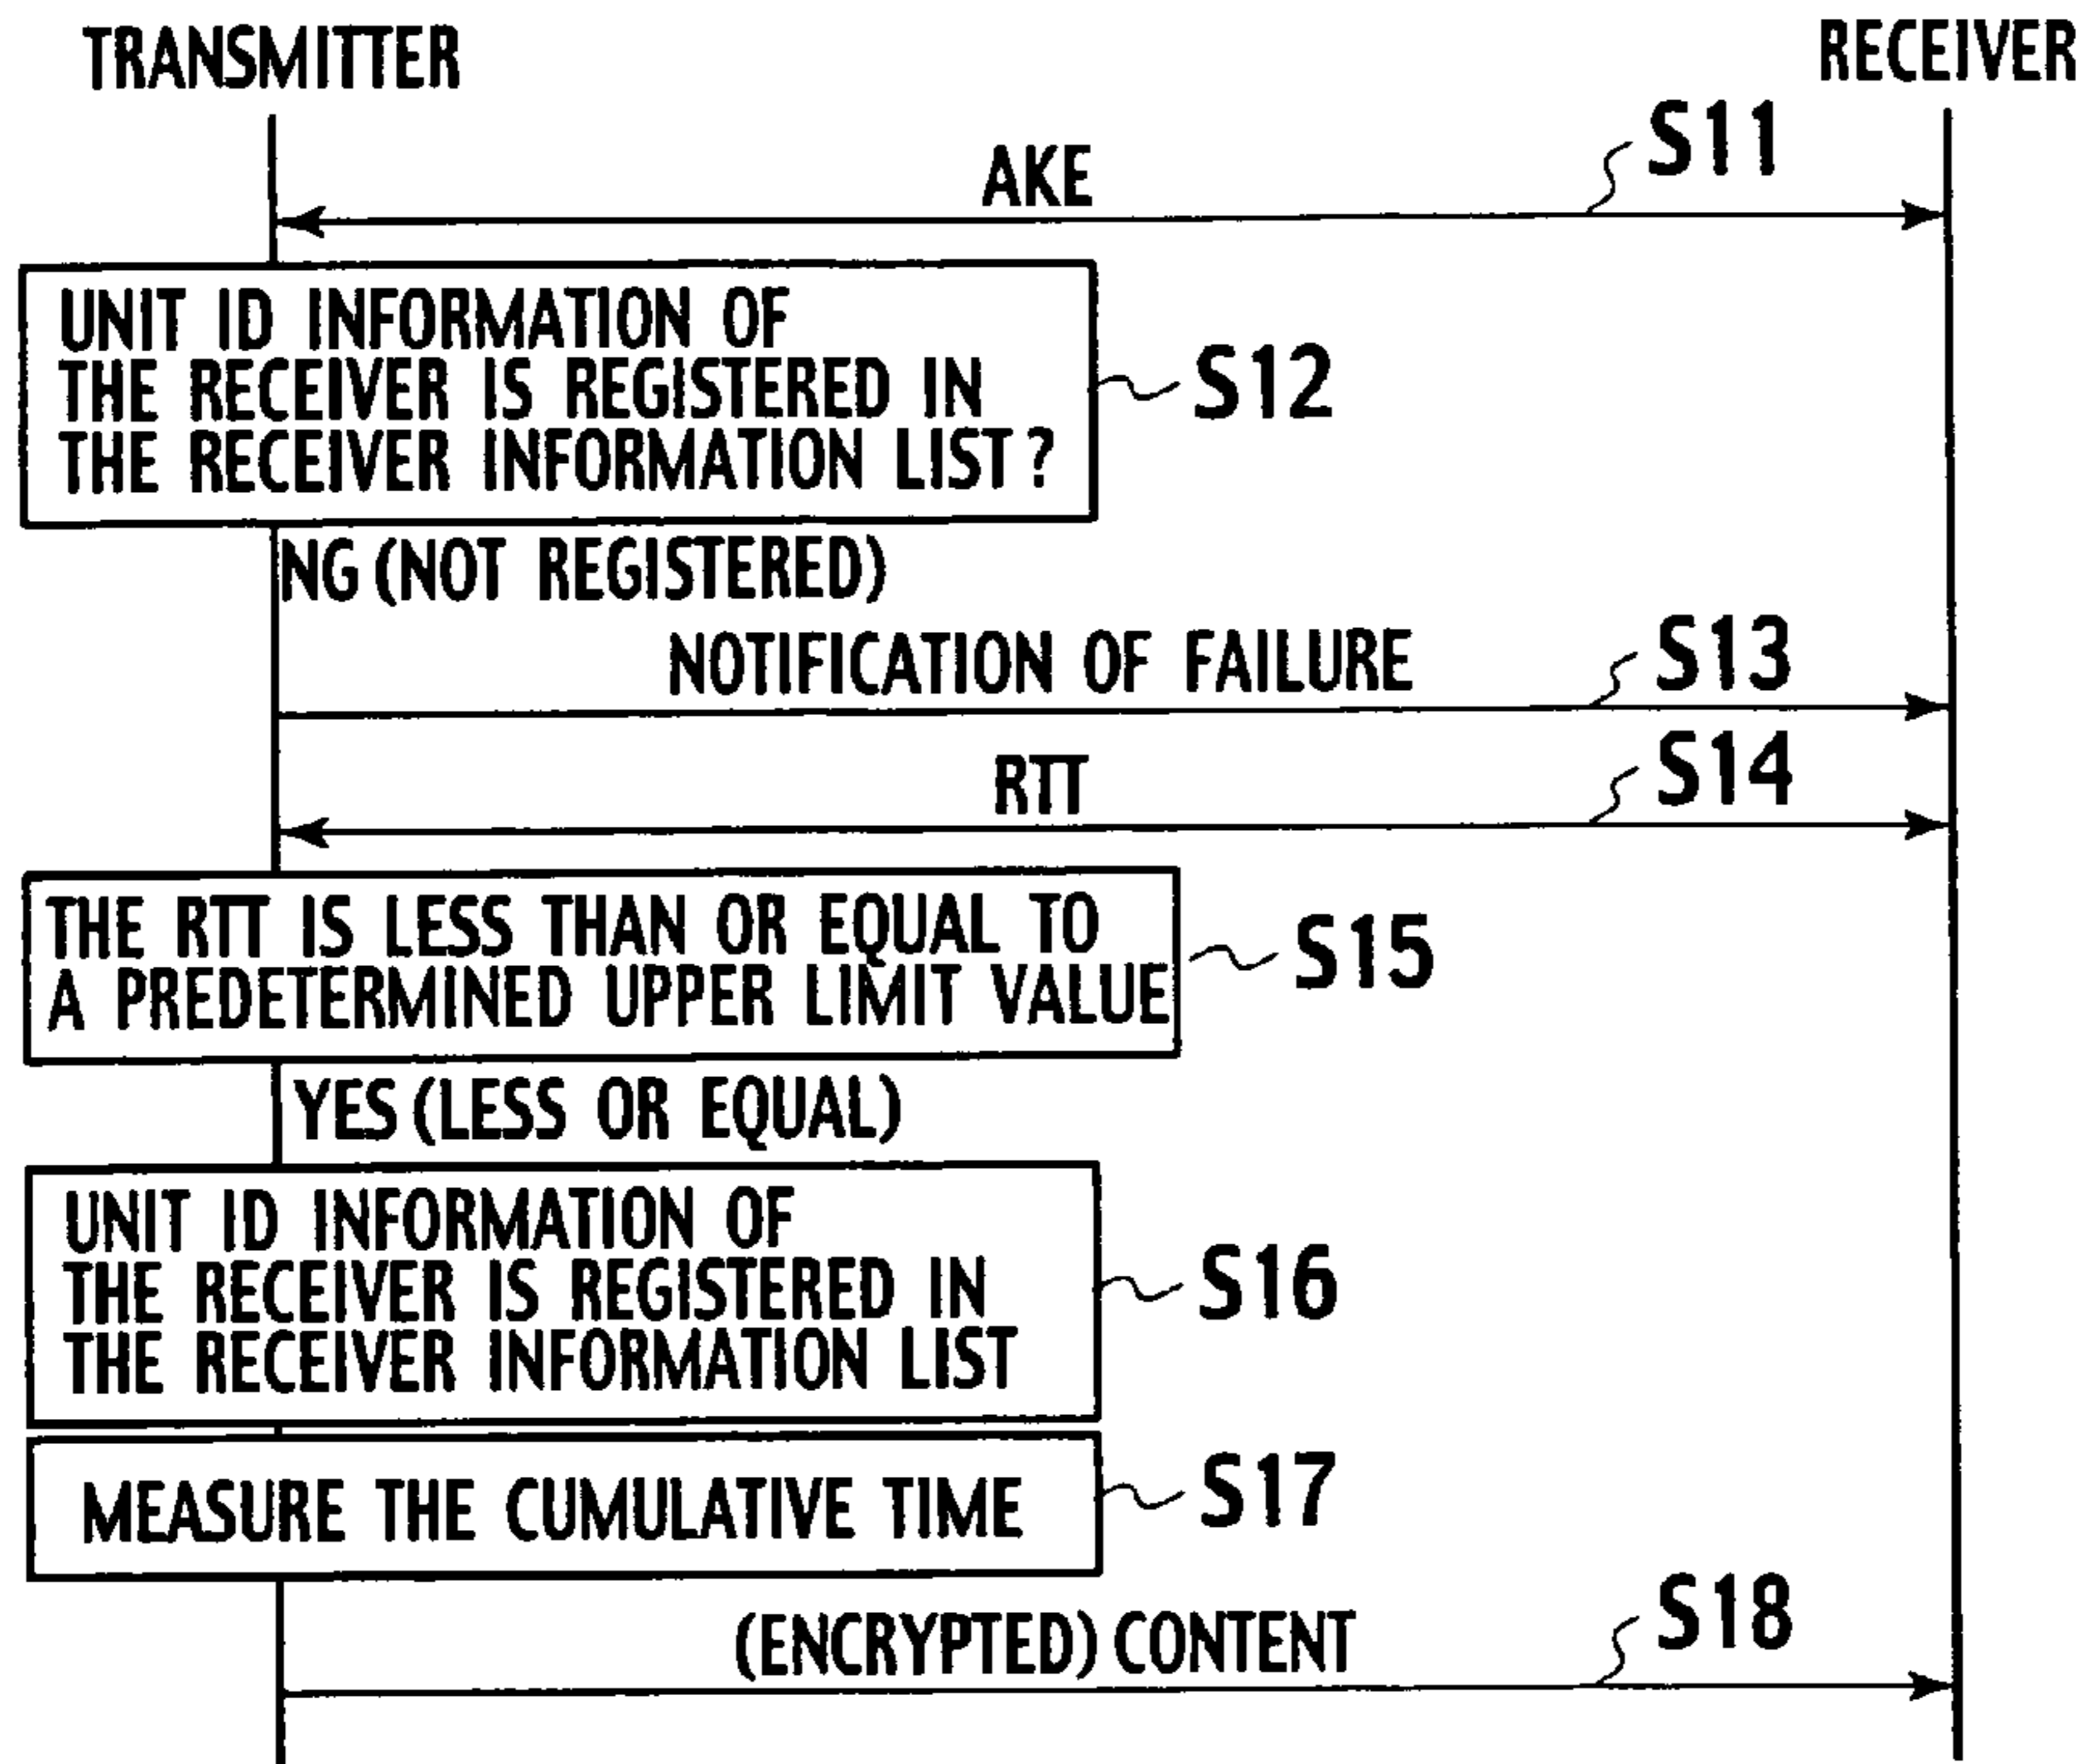 TRANSMITTER
RECEIVER
AKE
S11
UNIT ID INFORMATION OF
THE RECEIVER IS REGISTERED IN
THE RECEIVER INFORMATION LIST?
S12
NG (NOT REGISTERED)
NOTIFICATION OF FAILURE
S13
RTT
S14
THE RTT IS LESS THAN OR EQUAL TO
A PREDETERMINED UPPER LIMIT VALUE
S15
YES (LESS OR EQUAL)
UNIT ID INFORMATION OF
THE RECEIVER IS REGISTERED IN
THE RECEIVER INFORMATION LIST
S16
MEASURE THE CUMULATIVE TIME
S17
(ENCRYPTED) CONTENT
S18